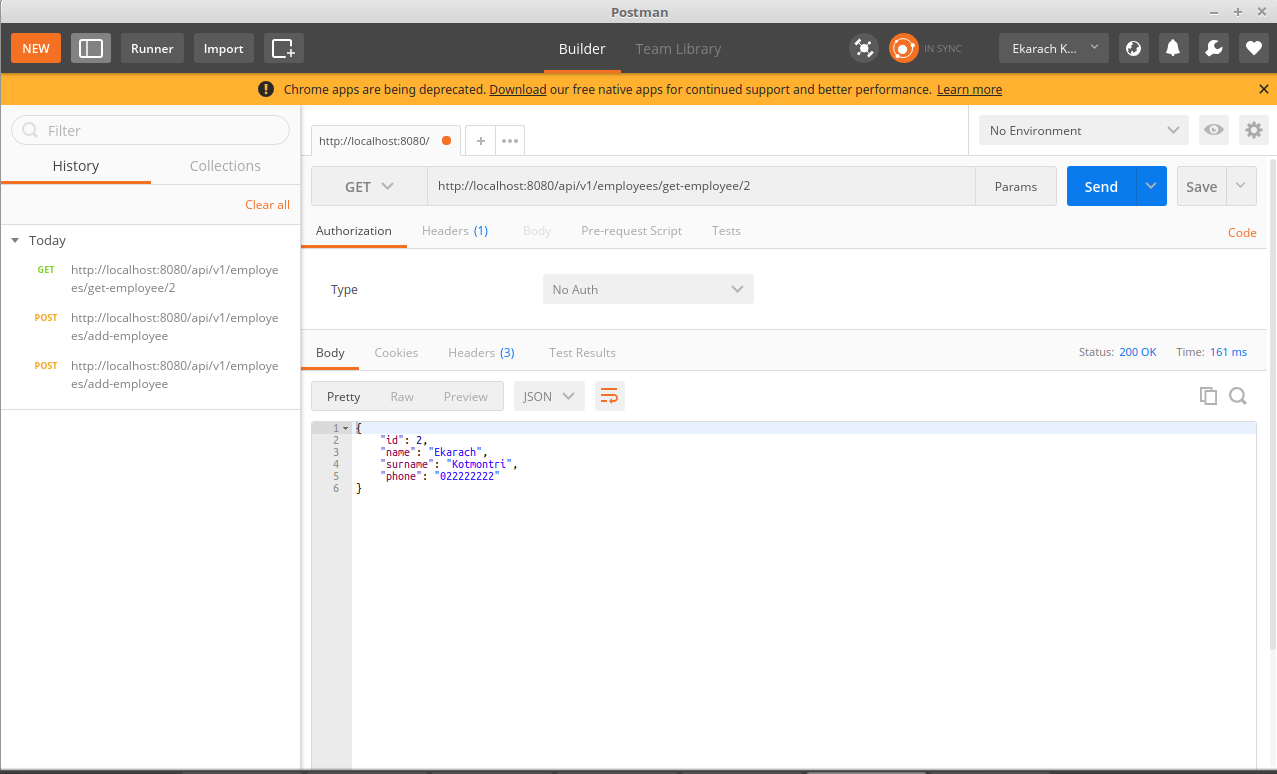 Postman
NEW Runner Import Builder Team Library IN SYNC Ekarach K...
Chrome apps are being deprecated. Download our free native apps for continued support and better performance. Learn more
Filter
History Collections
Clear all
Today
GET http://localhost:8080/api/v1/employe
es/get-employee/2
POST http://localhost:8080/api/v1/employe
es/add-employee
POST http://localhost:8080/api/v1/employe
es/add-employee
http://localhost:8080/ + ••• No Environment
GET http://localhost:8080/api/v1/employees/get-employee/2 Params Send Save
Authorization Headers (1) Body Pre-request Script Tests Code
Type No Auth
Body Cookies Headers (3) Test Results Status: 200 OK Time: 161 ms
Pretty Raw Preview JSON
1 {
2 "id": 2,
3 "name": "Ekarach",
4 "surname": "Kotmontri",
5 "phone": "022222222"
6 }